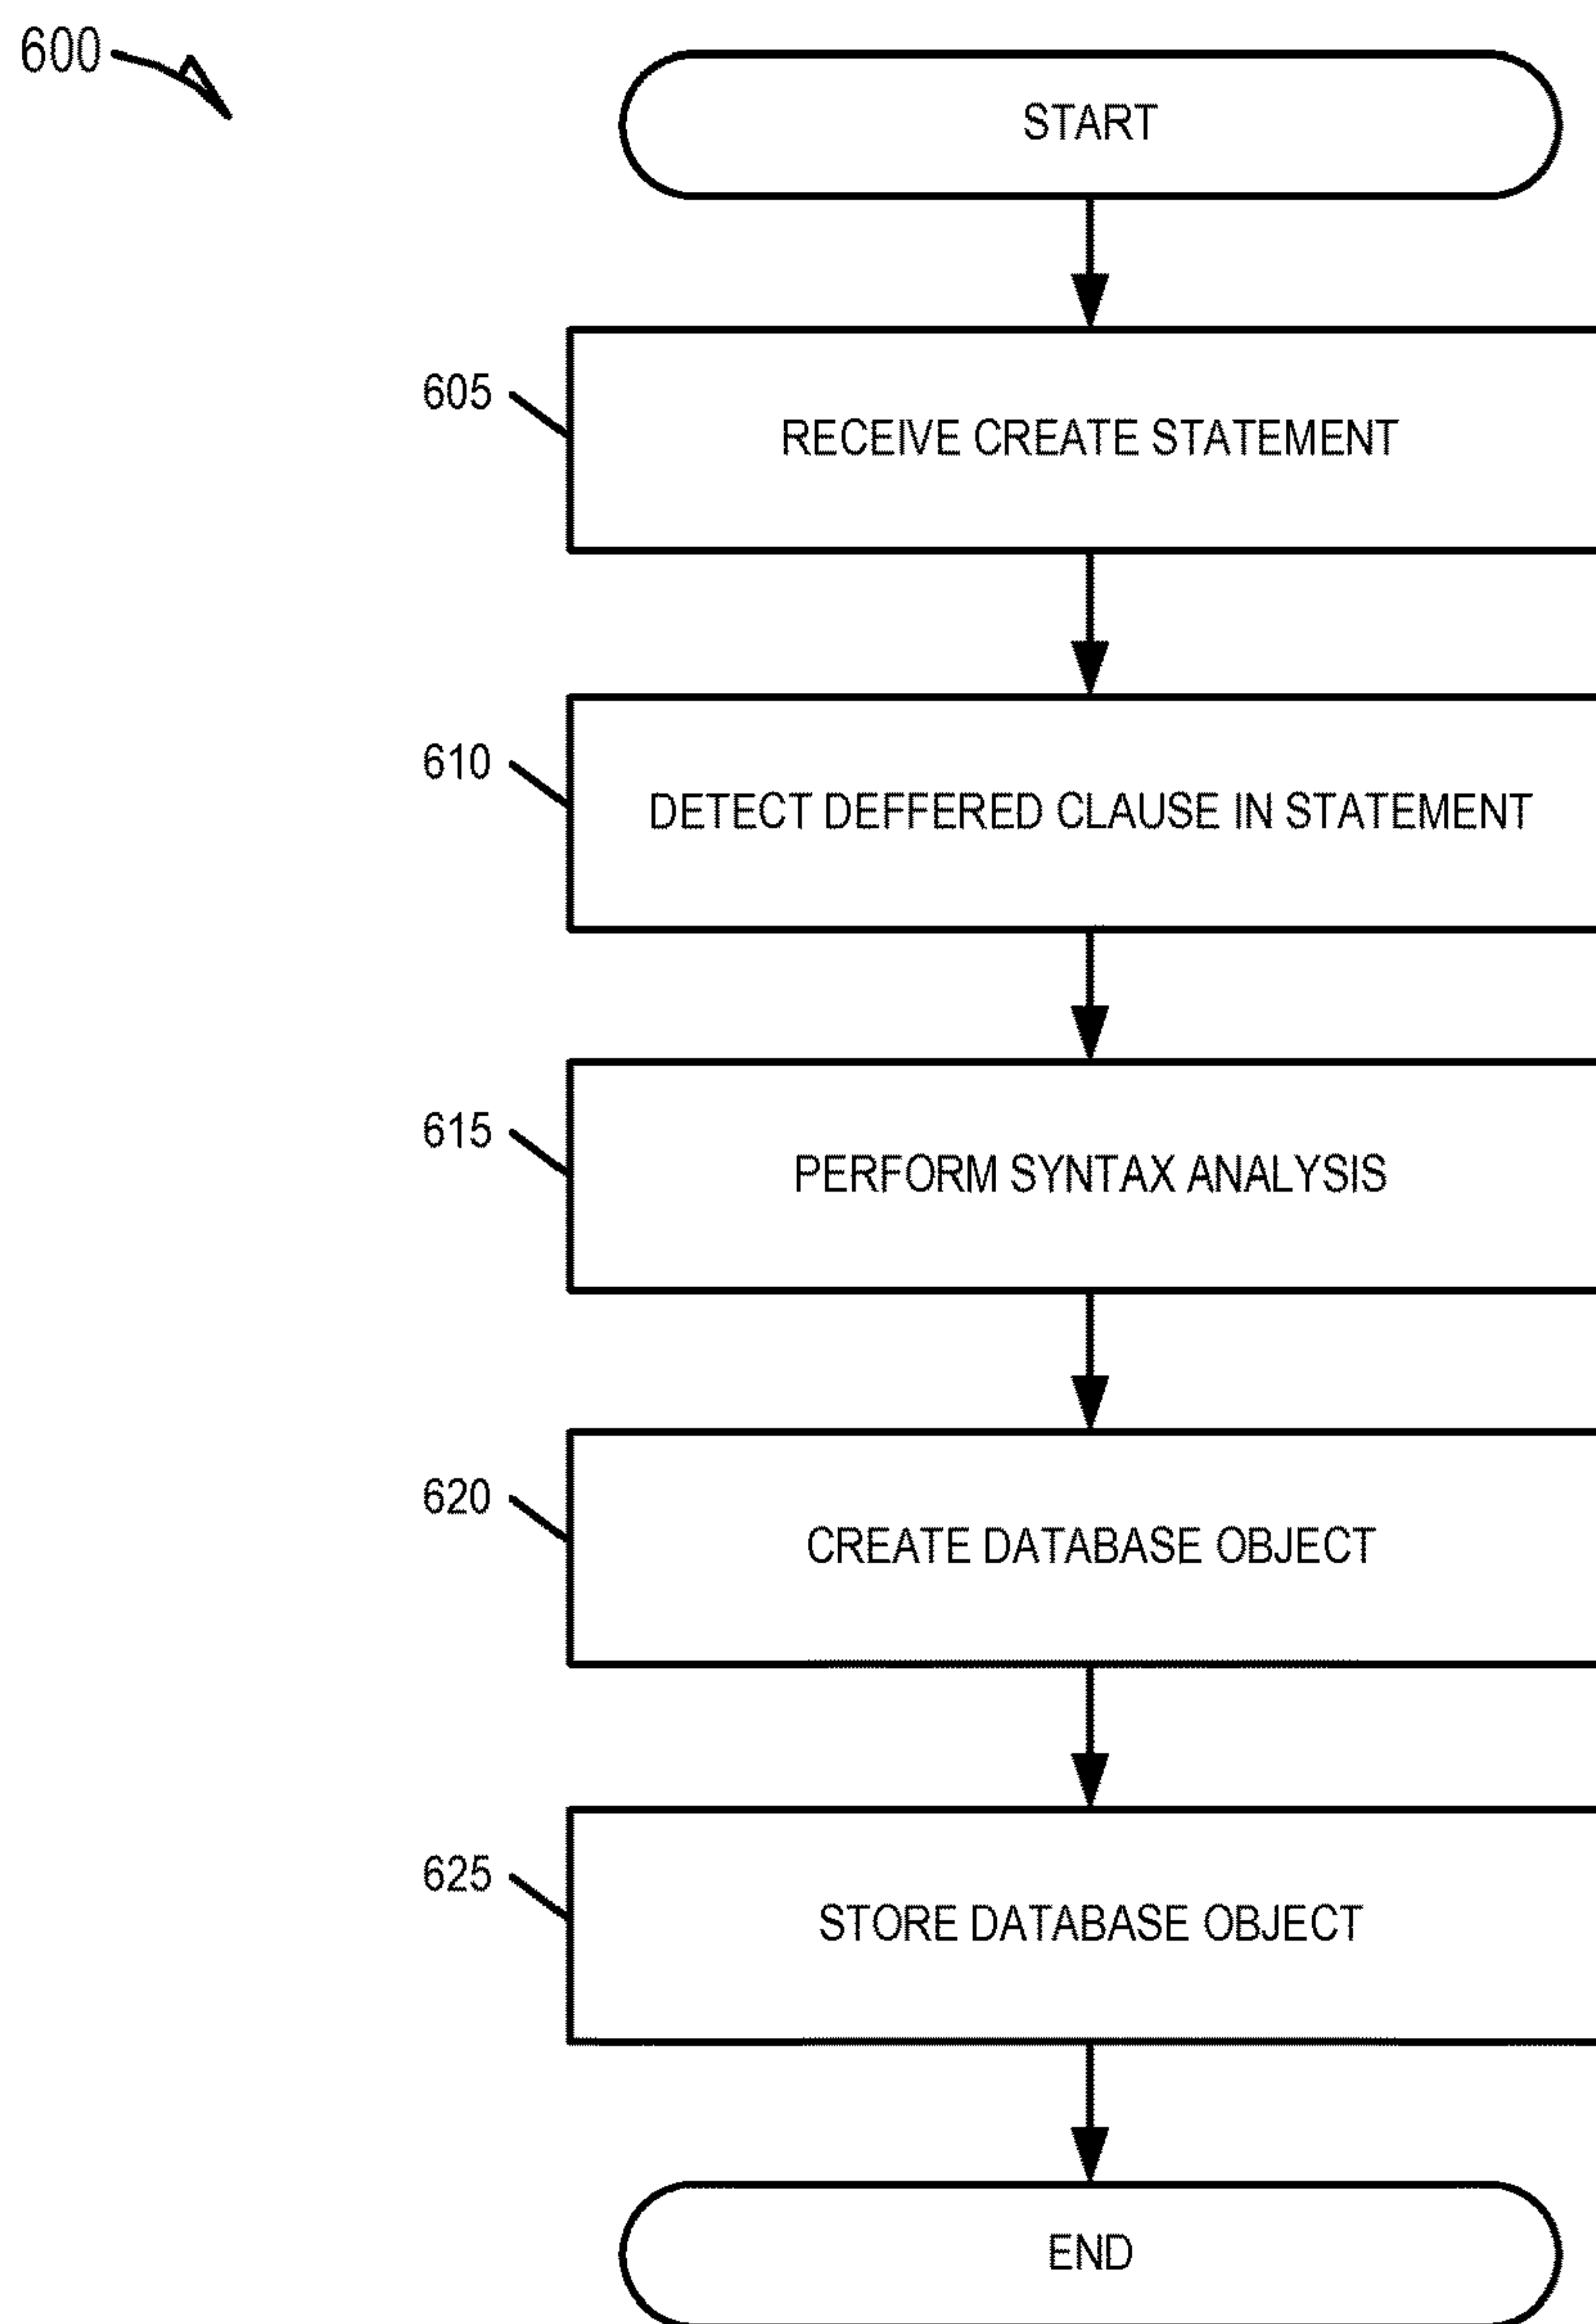 600
START
605
RECEIVE CREATE STATEMENT
610
DETECT DEFFERED CLAUSE IN STATEMENT
615
PERFORM SYNTAX ANALYSIS
620
CREATE DATABASE OBJECT
625
STORE DATABASE OBJECT
END